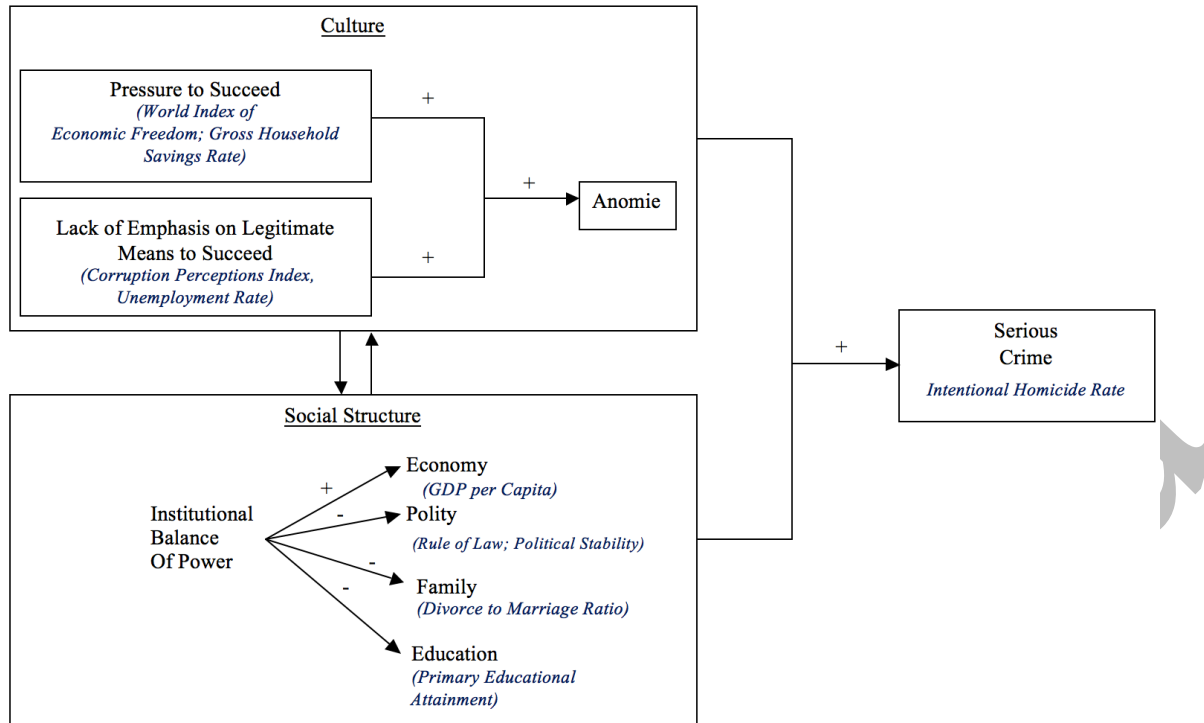 Culture
Pressure to Succeed
(World Index of
Economic Freedom; Gross Household
Savings Rate)
+
+
Anomie
Lack of Emphasis on Legitimate
Means to Succeed
(Corruption Perceptions Index,
Unemployment Rate)
+
Serious
Crime
Intentional Homicide Rate
+
Social Structure
Institutional
Balance
Of Power
+
Economy
(GDP per Capita)
-
Polity
(Rule of Law; Political Stability)
-
Family
(Divorce to Marriage Ratio)
-
Education
(Primary Educational
Attainment)